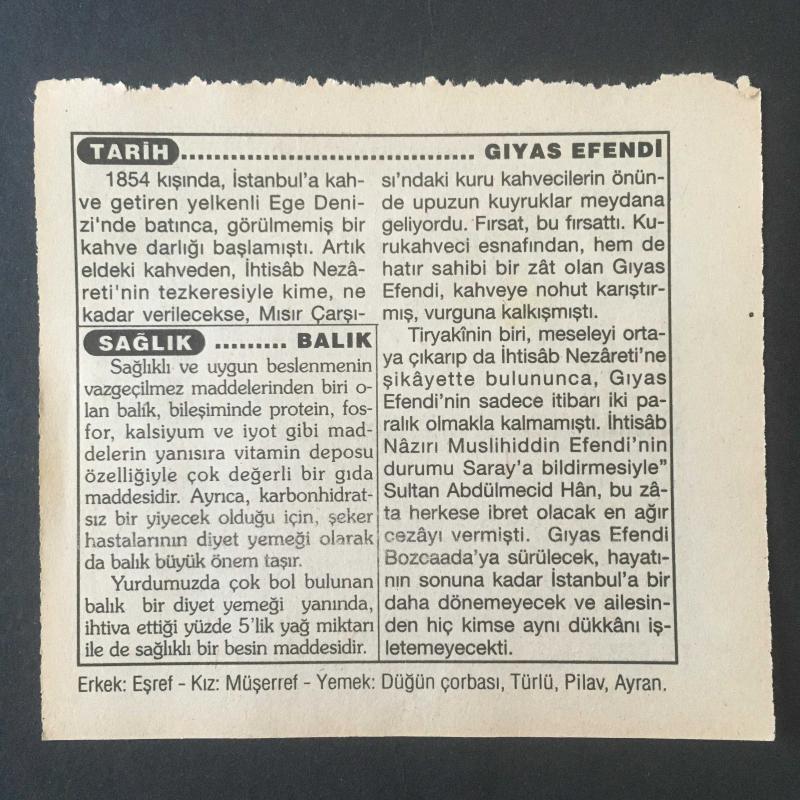 TARİH.................................. GIYAS EFENDİ
1854 kışında, İstanbul'a kah-
ve getiren yelkenli Ege Deni-
zi'nde batınca, görülmemiş bir
kahve darlığı başlamıştı. Artık
eldeki kahveden, İhtisâb Nezâ-
reti'nin tezkeresiyle kime, ne
kadar verilecekse, Mısır Çarşı-
sı'ndaki kuru kahvecilerin önün-
de upuzun kuyruklar meydana
geliyordu. Fırsat, bu fırsattı. Ku-
rukahveci esnafından, hem de
hatır sahibi bir zât olan Gıyas
Efendi, kahveye nohut karıştır-
mış, vurguna kalkışmıştı.
Tiryakînin biri, meseleyi orta-
ya çıkarıp da İhtisâb Nezâreti'ne
şikâyette bulununca, Gıyas
Efendi'nin sadece itibarı iki pa-
ralık olmakla kalmamıştı. İhtisâb
Nâzırı Muslihiddin Efendi'nin
durumu Saray'a bildirmesiyle"
Sultan Abdülmecid Hân, bu zâ-
ta herkese ibret olacak en ağır
cezâyı vermişti. Gıyas Efendi
Bozcaada'ya sürülecek, hayatı-
nın sonuna kadar İstanbul'a bir
daha dönemeyecek ve ailesin-
den hiç kimse aynı dükkânı iş-
letemeyecekti.
SAĞLIK ......... BALIK
Sağlıklı ve uygun beslenmenin
vazgeçilmez maddelerinden biri o-
lan balık, bileşiminde protein, fos-
for, kalsiyum ve iyot gibi mad-
delerin yanısıra vitamin deposu
özelliğiyle çok değerli bir gıda
maddesidir. Ayrıca, karbonhidrat-
sız bir yiyecek olduğu için, şeker
hastalarının diyet yemeği olarak
da balık büyük önem taşır.
Yurdumuzda çok bol bulunan
balık bir diyet yemeği yanında,
ihtiva ettiği yüzde 5'lik yağ miktarı
ile de sağlıklı bir besin maddesidir.
Erkek: Eşref - Kız: Müşerref - Yemek: Düğün çorbası, Türlü, Pilav, Ayran.